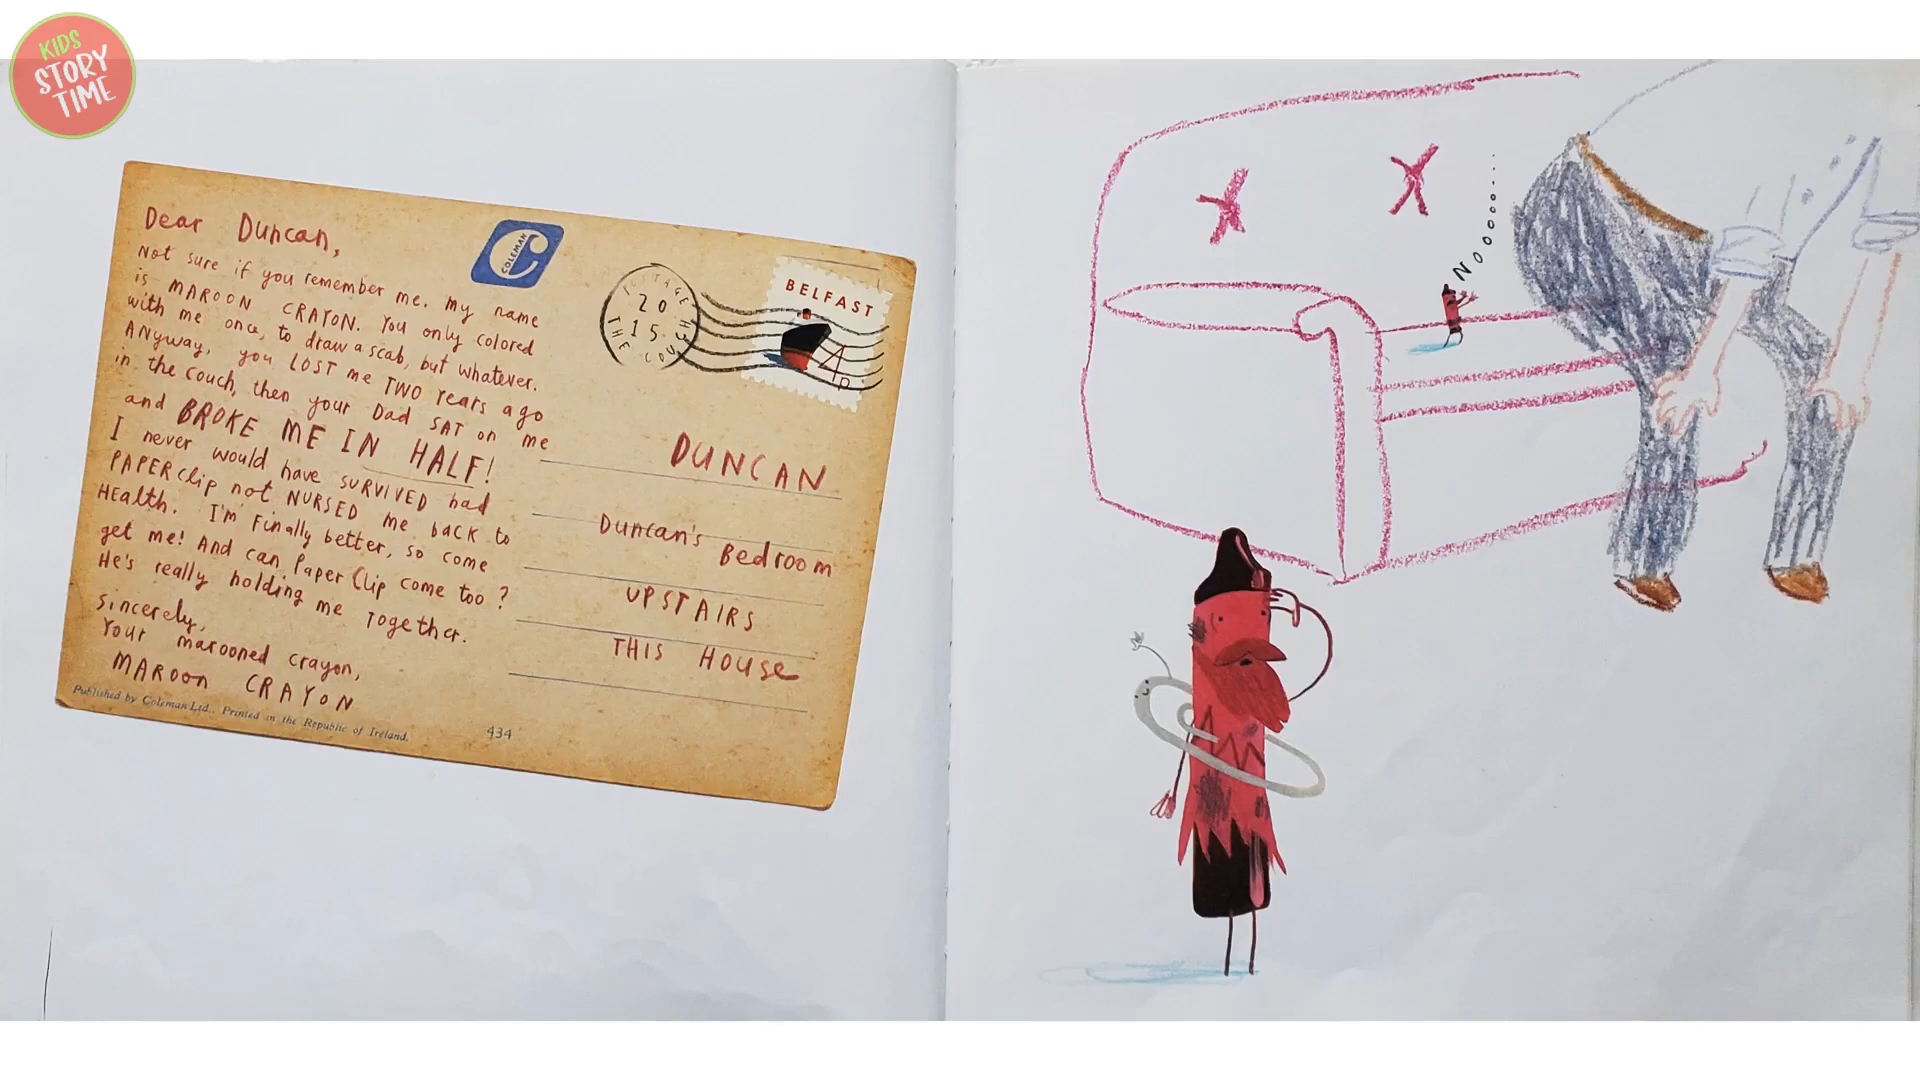 KIDS
STORY
TIME
Dear Duncan,
Not sure if you remember me. My name
is MAROON CRAYON. You only colored
with me once, to draw a scab, but whatever.
ANyway, you LOST me TWO Years ago
in the couch, then your Dad SAT on me
and BROKE ME IN HALF!
I never would have SURVIVED had
PAPERclip not NURSED me back to
Health. I'm Finally better, so come
get me! And can Paper Clip come too?
He's really holding me Together.
Sincerely,
Your marooned crayon,
MAROON CRAYON
Published by Coleman Ltd., Printed in the Republic of Ireland.
434
COLEMAN
POSTAGE
20
15.
THE COUCH
BELFAST
4p
DUNCAN
Duncan's Bedroom
UPSTAIRS
THIS HOUSE
Nooooo....